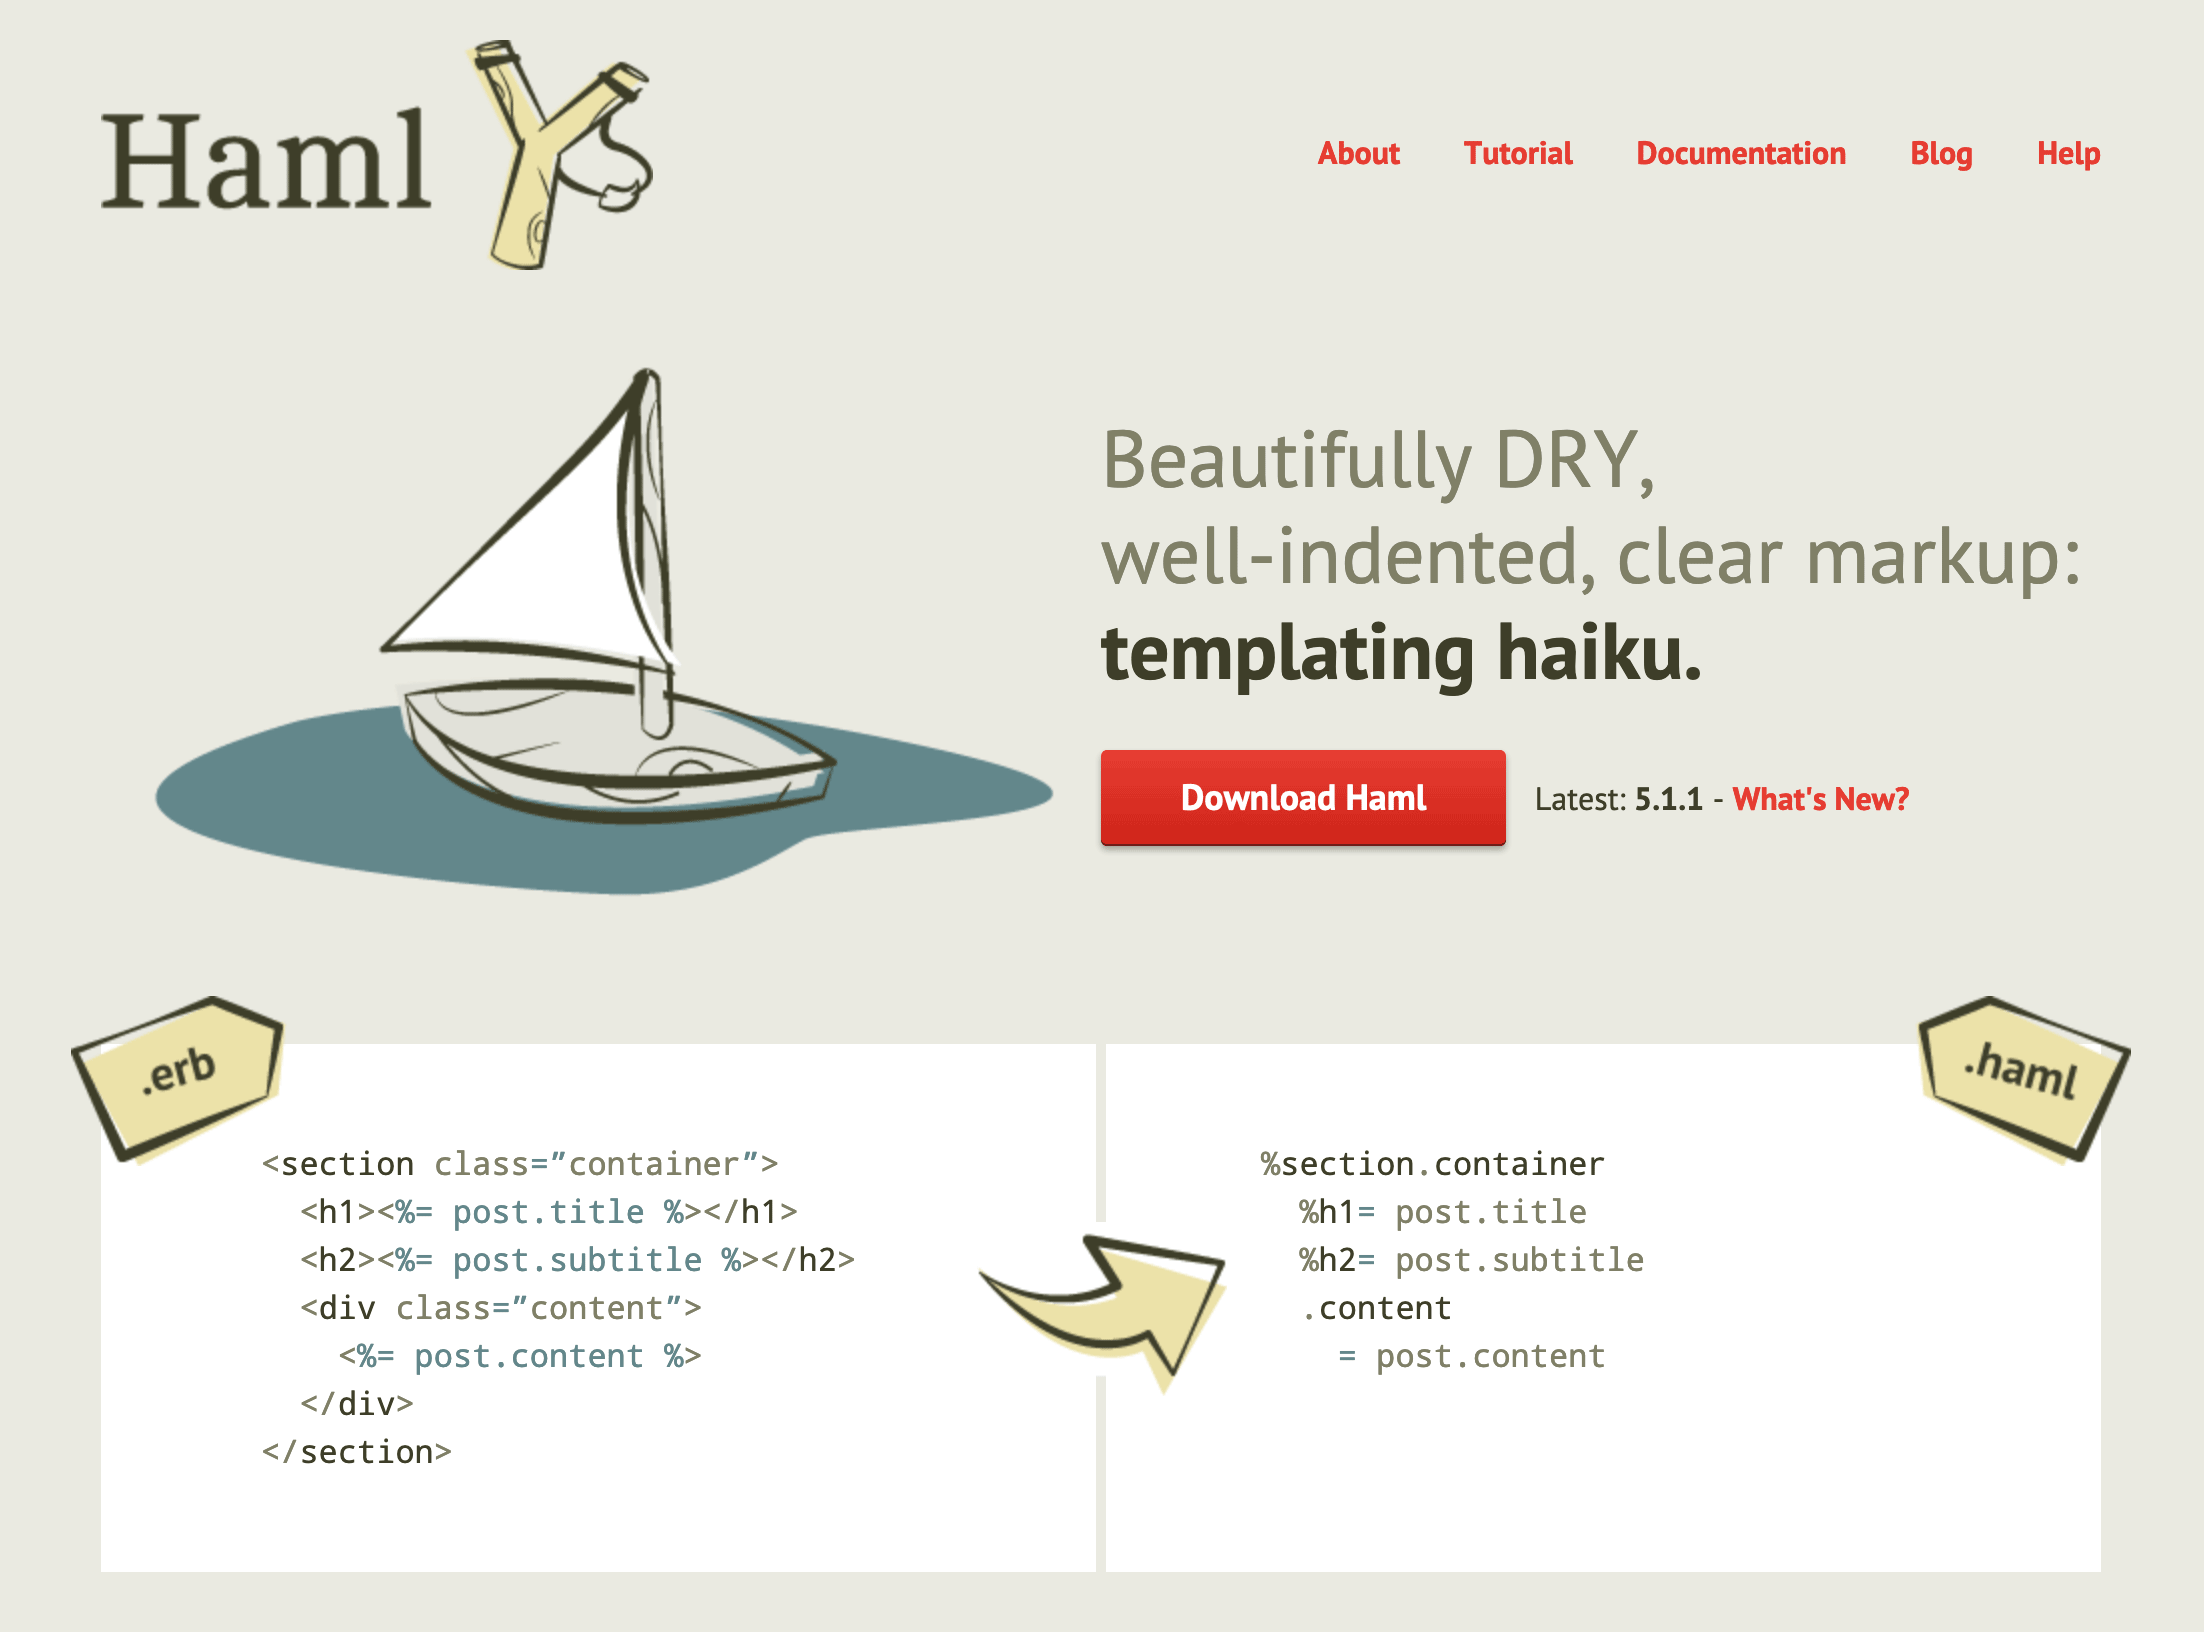 Haml
About Tutorial Documentation Blog Help
Beautifully DRY,
well-indented, clear markup:
templating haiku.
Download Haml
Latest: 5.1.1 - What's New?
.erb
<section class=”container”>
  <h1><%= post.title %></h1>
  <h2><%= post.subtitle %></h2>
  <div class=”content”>
    <%= post.content %>
  </div>
</section>
.haml
%section.container
  %h1= post.title
  %h2= post.subtitle
  .content
    = post.content